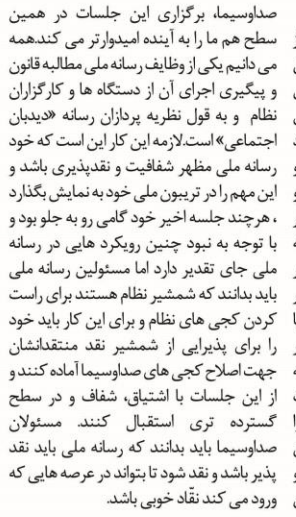 صداوسیما، برگزاری این جلسات در همین
سطح هم ما را به آینده امیدوارتر می کند.همه
می دانیم یکی از وظایف رسانه ملی مطالبه قانون
و پیگیری اجرای آن از دستگاه ها و کارگزاران
نظام و به قول نظریه پردازان رسانه «دیدبان
اجتماعی» است.لازمه این کار این است که خود
رسانه ملی مظهر شفافیت و نقدپذیری باشد و
این مهم را در تریبون ملی خود به نمایش بگذارد
، هرچند جلسه اخیر خود گامی رو به جلو بود و
با توجه به نبود چنین رویکرد هایی در رسانه
ملی جای تقدیر دارد اما مسئولین رسانه ملی
باید بدانند که شمشیر نظام هستند برای راست
کردن کجی های نظام و برای این کار باید خود
را برای پذیرایی از شمشیر نقد منتقدانشان
جهت اصلاح کجی های صداوسیما آماده کنند و
از این جلسات با اشتیاق، شفاف و در سطح
گسترده تری استقبال کنند. مسئولان
صداوسیما باید بدانند که رسانه ملی باید نقد
پذیر باشد و نقد شود تا بتواند در عرصه هایی که
ورود می کند نقّاد خوبی باشد.